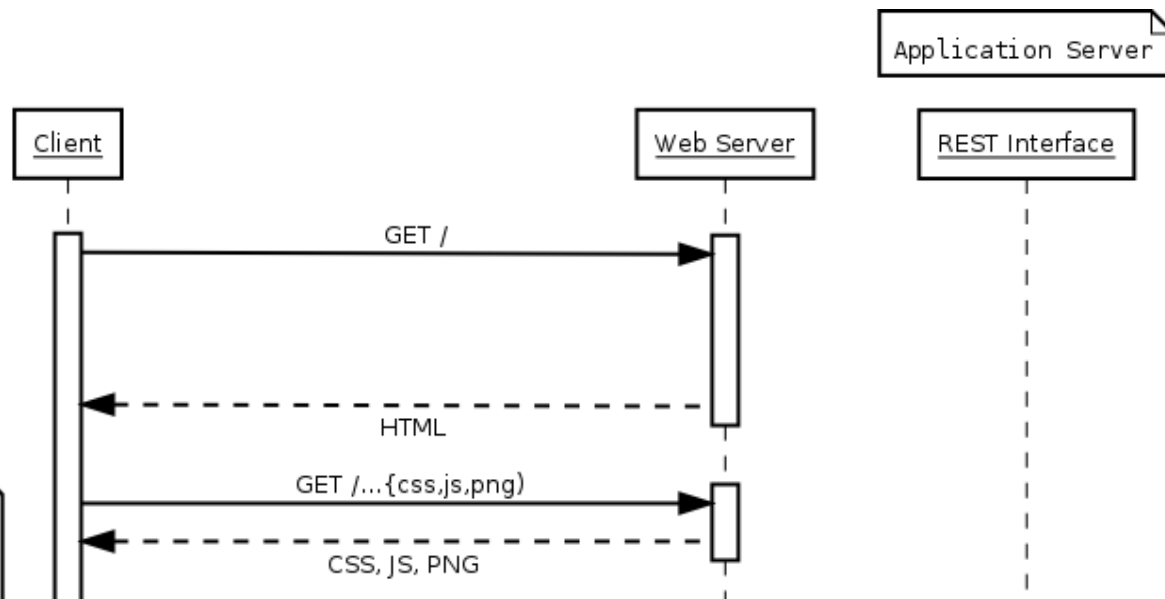 Application Server
Client
Web Server
REST Interface
GET /
HTML
GET /...{css,js,png)
CSS, JS, PNG